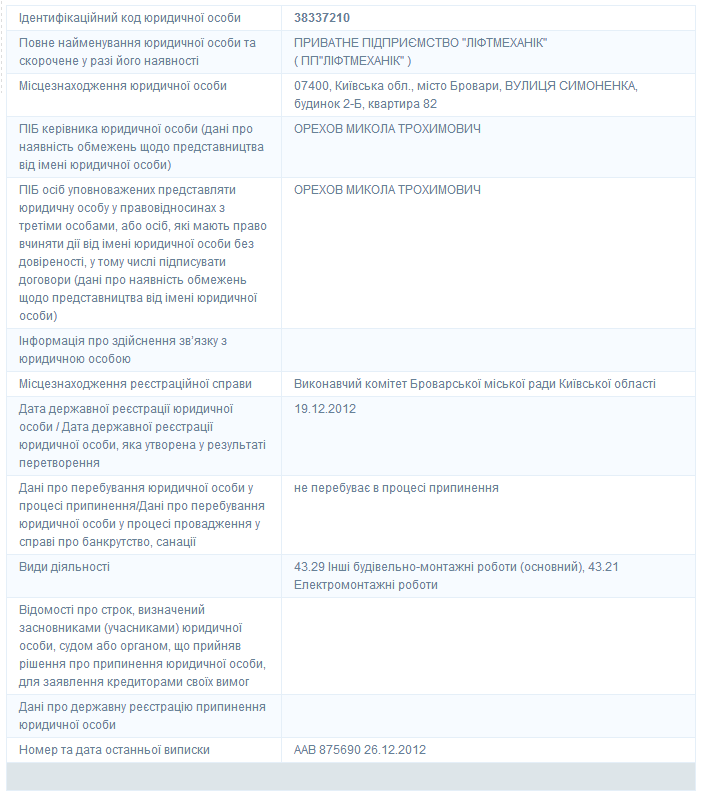 Ідентифікаційний код юридичної особи
38337210
Повне найменування юридичної особи та
скорочене у разі його наявності
ПРИВАТНЕ ПІДПРИЄМСТВО "ЛІФТМЕХАНІК"
( ПП"ЛІФТМЕХАНІК" )
Місцезнаходження юридичної особи
07400, Київська обл., місто Бровари, ВУЛИЦЯ СИМОНЕНКА,
будинок 2-Б, квартира 82
ПІБ керівника юридичної особи (дані про
наявність обмежень щодо представництва
від імені юридичної особи)
ОРЕХОВ МИКОЛА ТРОХИМОВИЧ
ПІБ осіб уповноважених представляти
юридичну особу у правовідносинах з
третіми особами, або осіб, які мають право
вчиняти дії від імені юридичної особи без
довіреності, у тому числі підписувати
договори (дані про наявність обмежень
щодо представництва від імені юридичної
особи)
ОРЕХОВ МИКОЛА ТРОХИМОВИЧ
Інформація про здійснення зв'язку з
юридичною особою
Місцезнаходження реєстраційної справи
Виконавчий комітет Броварської міської ради Київської області
Дата державної реєстрації юридичної
особи / Дата державної реєстрації
юридичної особи, яка утворена у результаті
перетворення
19.12.2012
Дані про перебування юридичної особи у
процесі припинення/Дані про перебування
юридичної особи у процесі провадження у
справі про банкрутство, санації
не перебуває в процесі припинення
Види діяльності
43.29 Інші будівельно-монтажні роботи (основний), 43.21
Електромонтажні роботи
Відомості про строк, визначений
засновниками (учасниками) юридичної
особи, судом або органом, що прийняв
рішення про припинення юридичної особи,
для заявлення кредиторами своїх вимог
Дані про державну реєстрацію припинення
юридичної особи
Номер та дата останньої виписки
ААВ 875690 26.12.2012